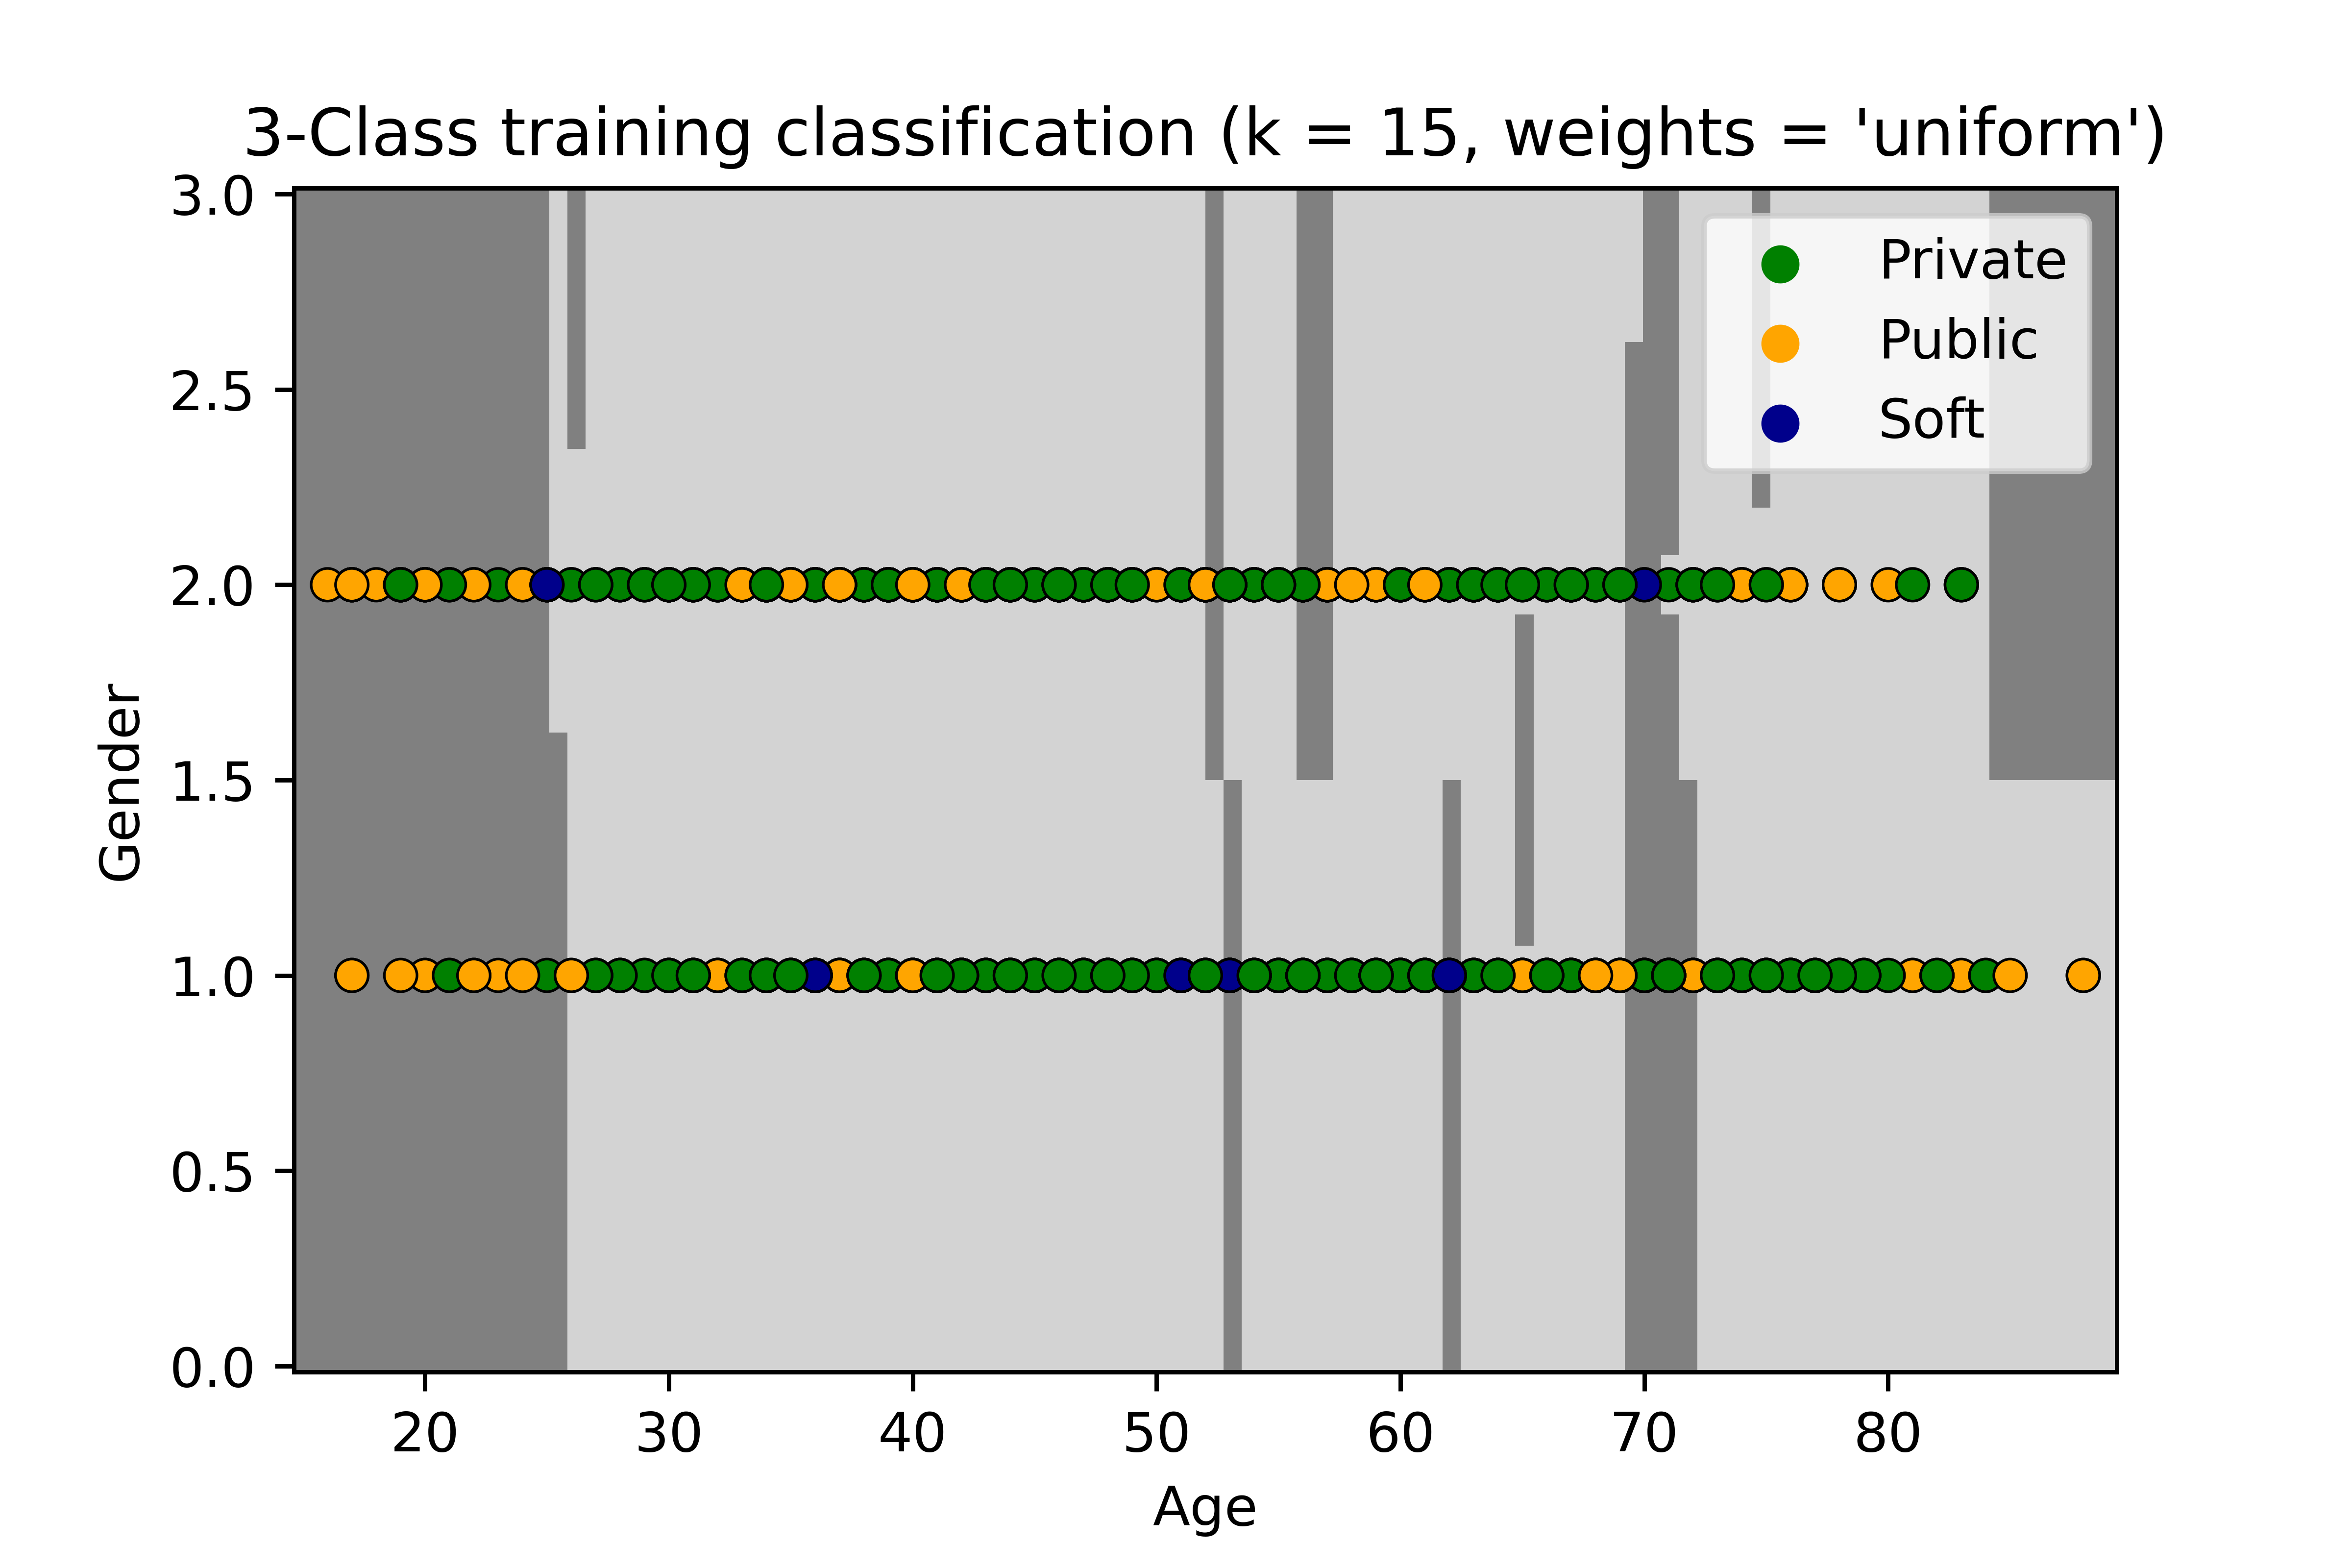 3-Class training classification (k = 15, weights = 'uniform')
3.0
2.5
2.0
1.5
1.0
0.5
0.0
Gender
Private
Public
Soft
20 30 40 50 60 70 80
Age